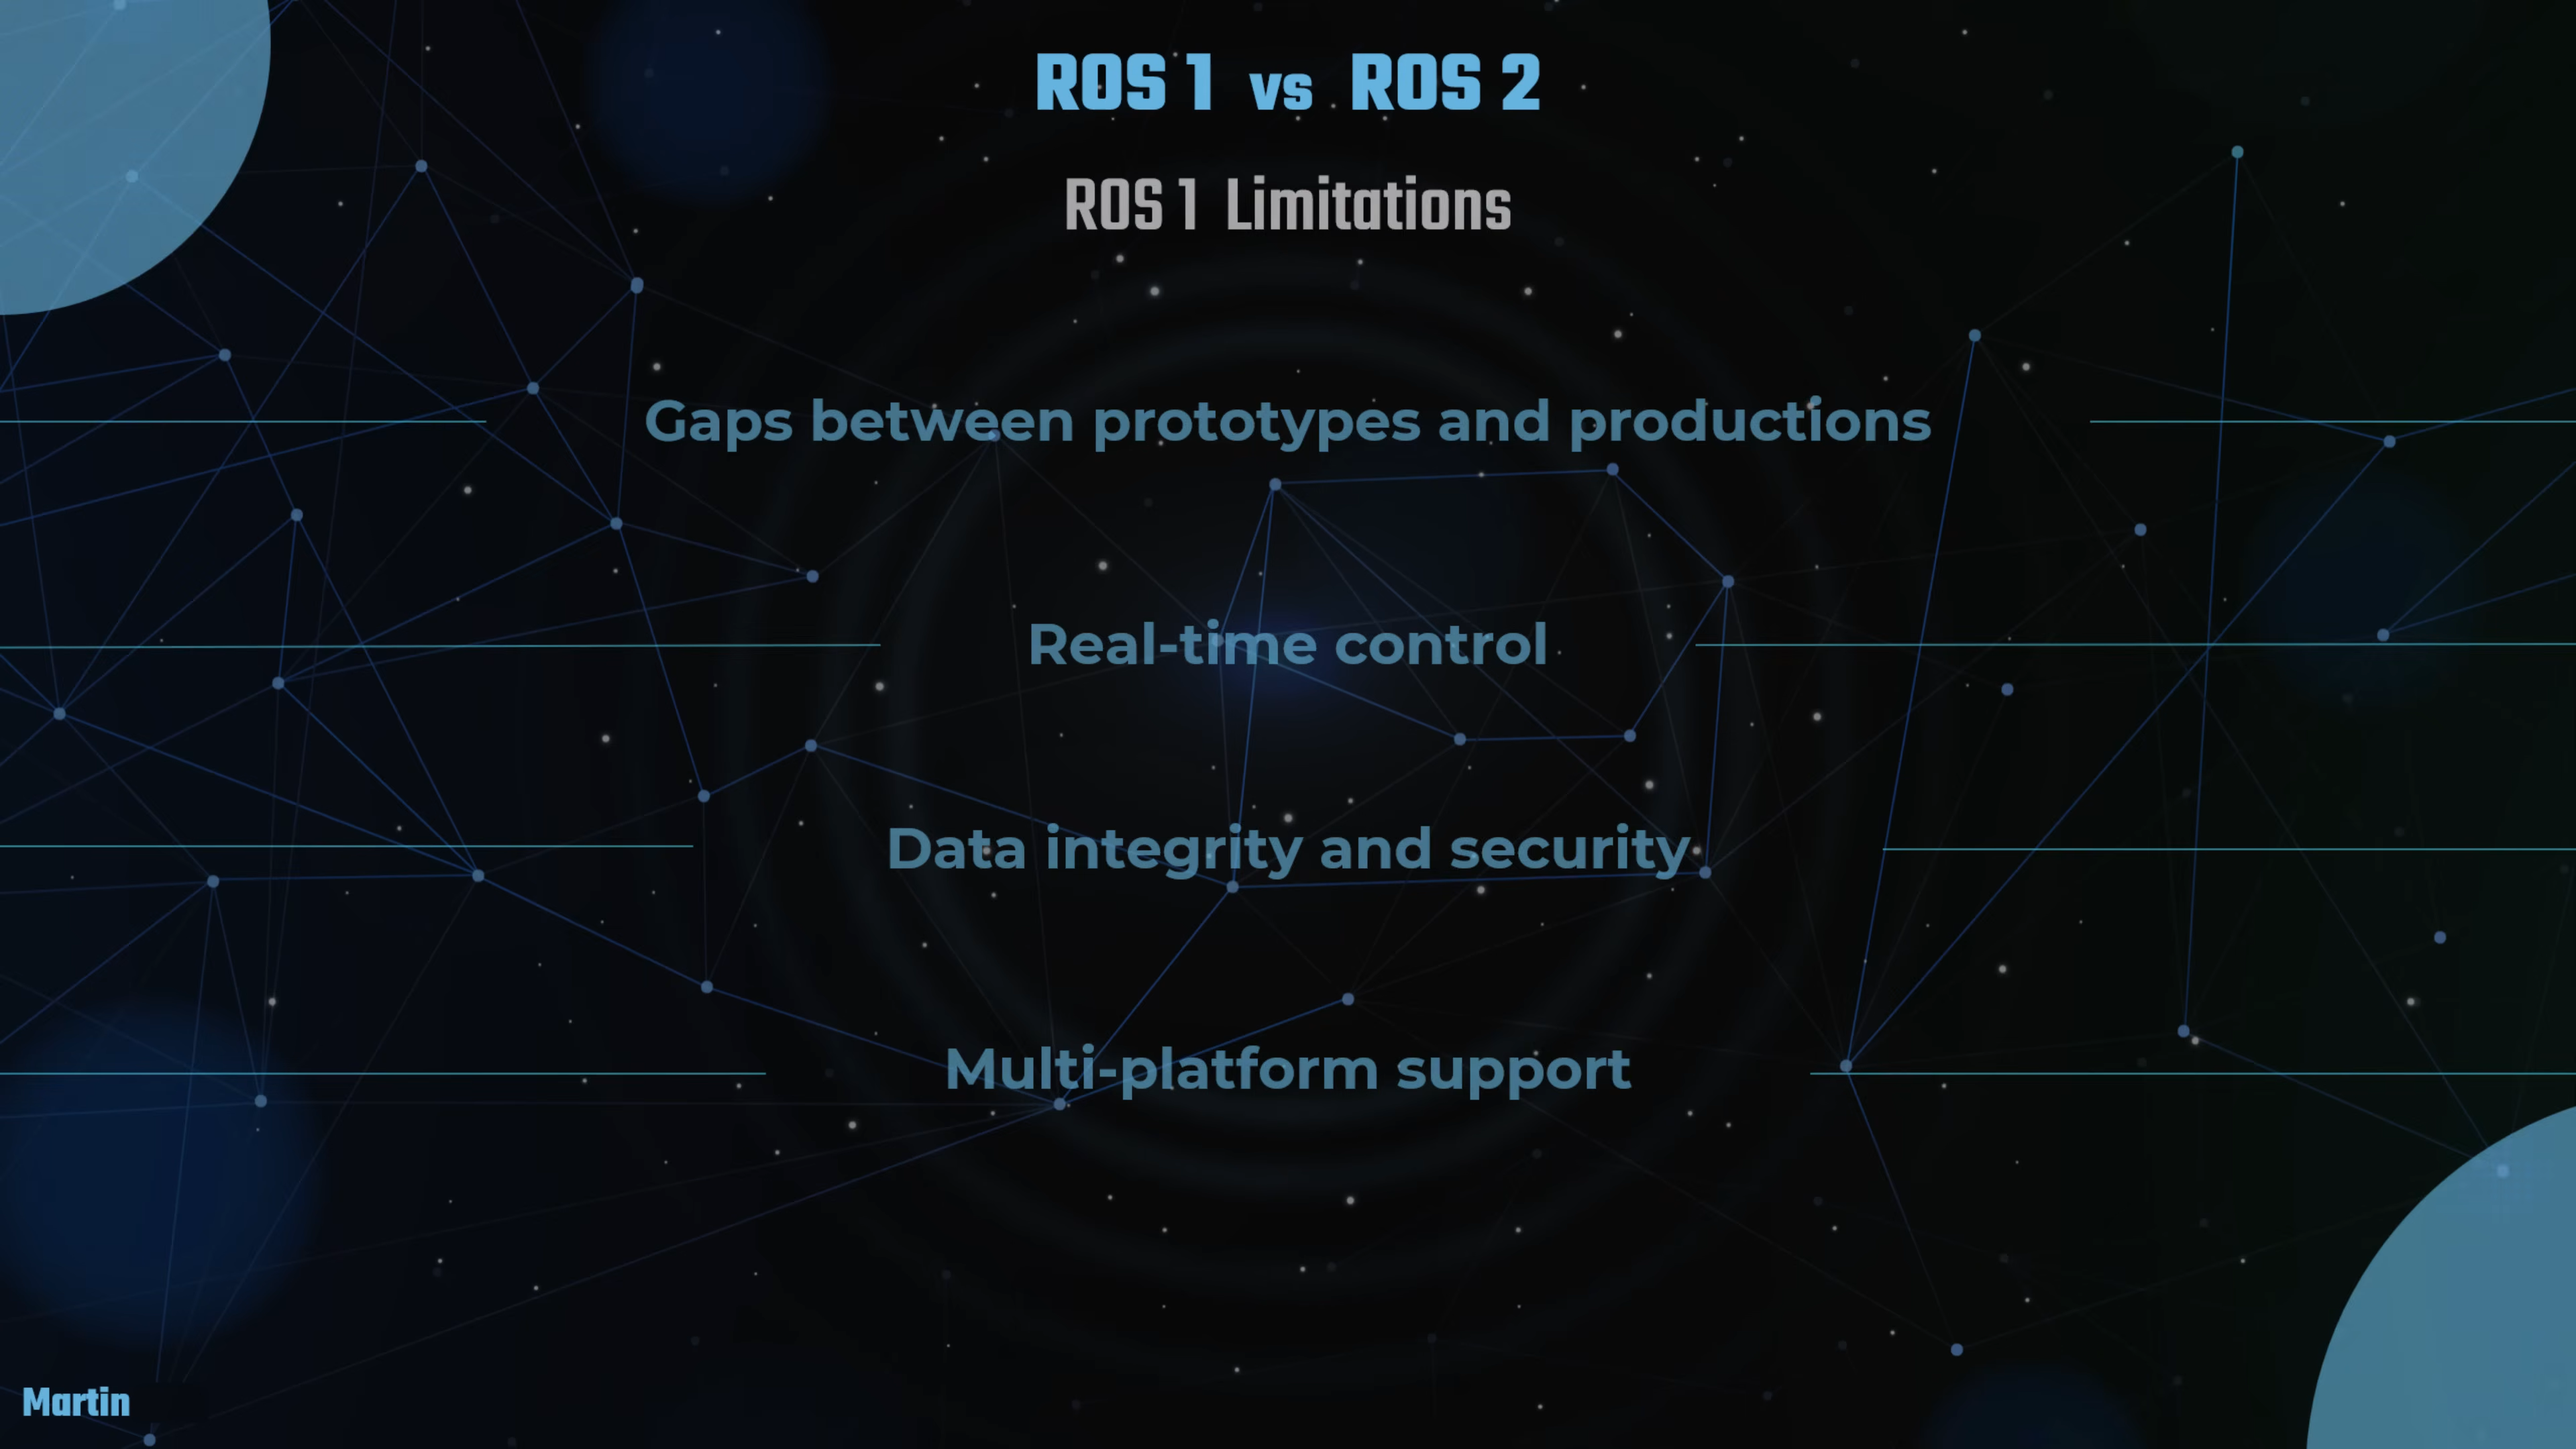 ROS 1 vs ROS 2
ROS 1 Limitations
Gaps between prototypes and productions
Real-time control
Data integrity and security
Multi-platform support
Martin